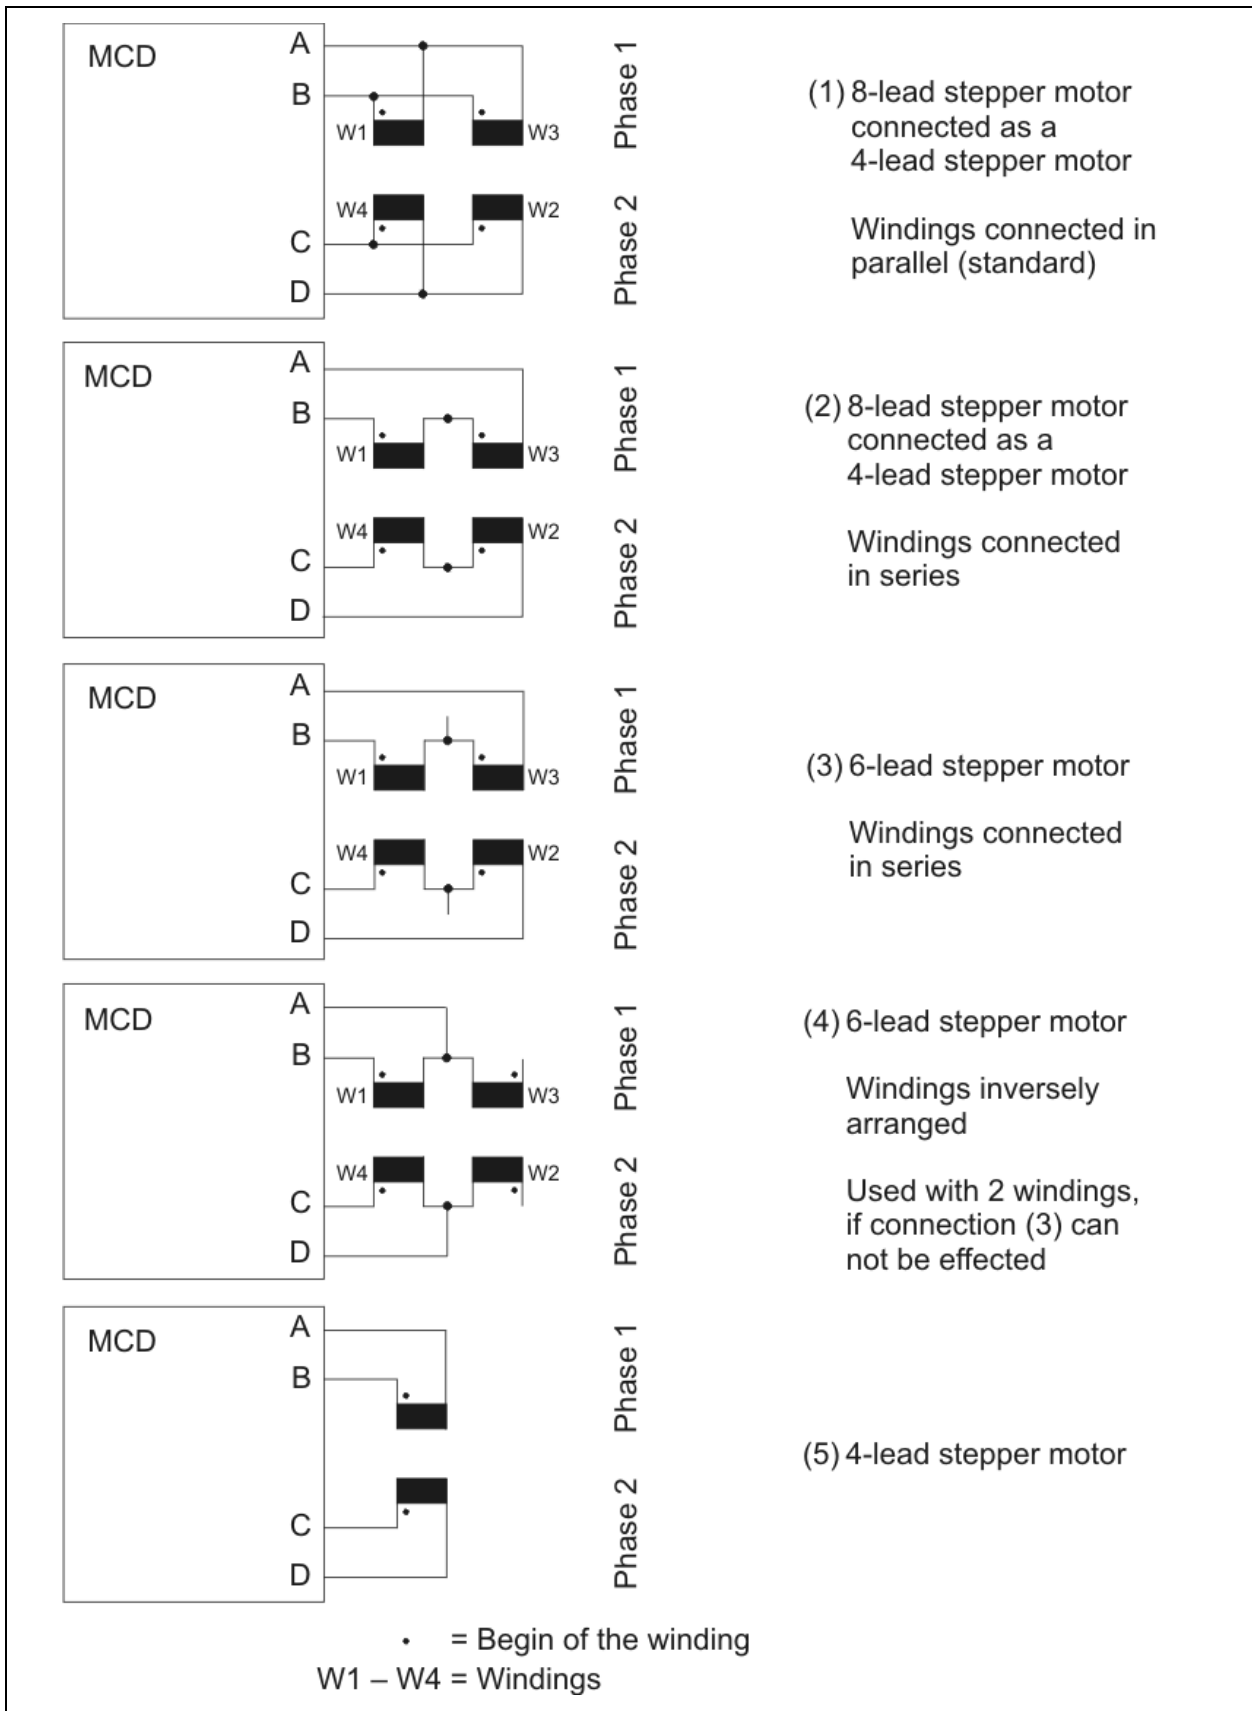 MCD
A
B
W1
W3
W4
W2
C
D
Phase 1
Phase 2
(1) 8-lead stepper motor
connected as a
4-lead stepper motor
Windings connected in
parallel (standard)
MCD
A
B
W1
W3
W4
W2
C
D
Phase 1
Phase 2
(2) 8-lead stepper motor
connected as a
4-lead stepper motor
Windings connected
in series
MCD
A
B
W1
W3
W4
W2
C
D
Phase 1
Phase 2
(3) 6-lead stepper motor
Windings connected
in series
MCD
A
B
W1
W3
W4
W2
C
D
Phase 1
Phase 2
(4) 6-lead stepper motor
Windings inversely
arranged
Used with 2 windings,
if connection (3) can
not be effected
MCD
A
B
C
D
Phase 1
Phase 2
(5) 4-lead stepper motor
• = Begin of the winding
W1 – W4 = Windings